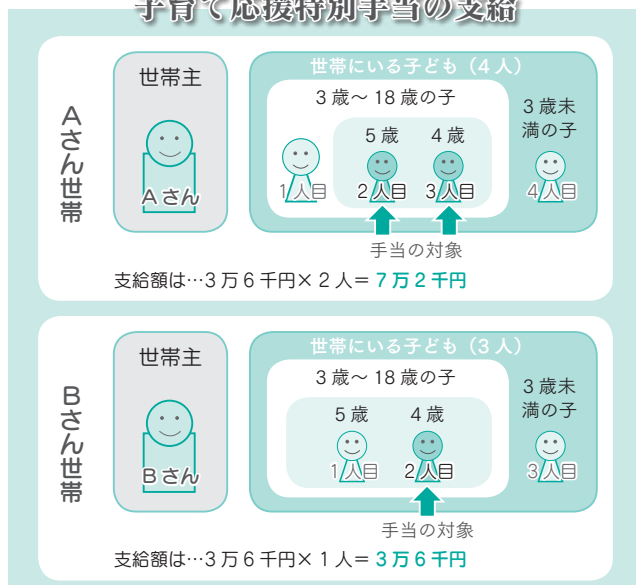 子育て応援特別手当の支給
Aさん世帯
世帯主
Aさん
世帯にいる子ども（4人）
3歳～18歳の子
3歳未
満の子
5歳 4歳
1人目 2人目 3人目 4人目
手当の対象
支給額は…3万6千円×2人＝7万2千円
Bさん世帯
世帯主
Bさん
世帯にいる子ども（3人）
3歳～18歳の子
3歳未
満の子
5歳 4歳
1人目 2人目 3人目
手当の対象
支給額は…3万6千円×1人＝3万6千円